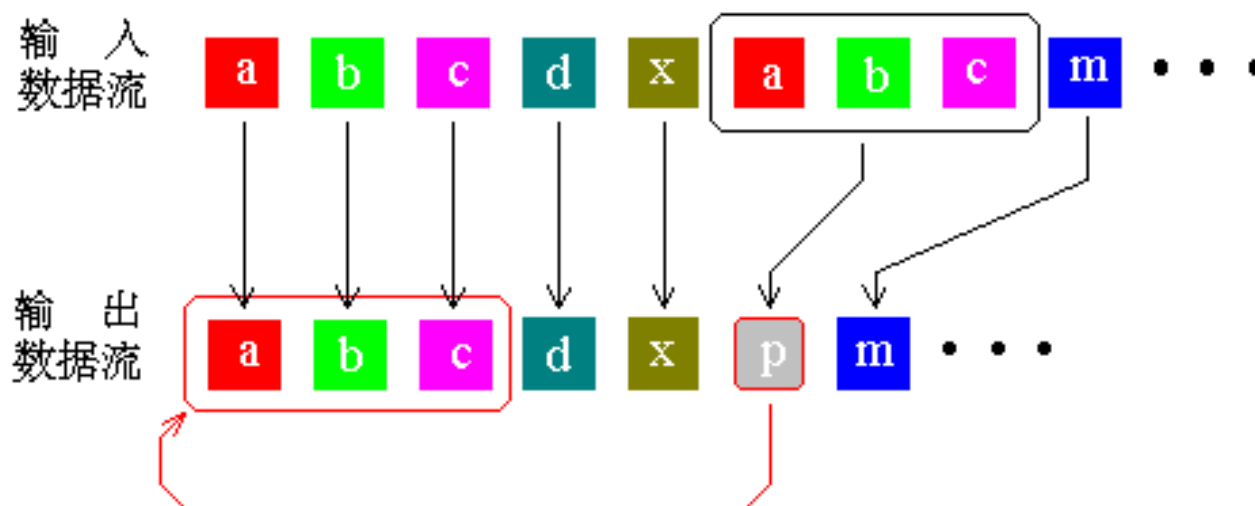 输 入
数据流
a b c d x a b c m • • •
输 出
数据流
a b c d x p m • • •